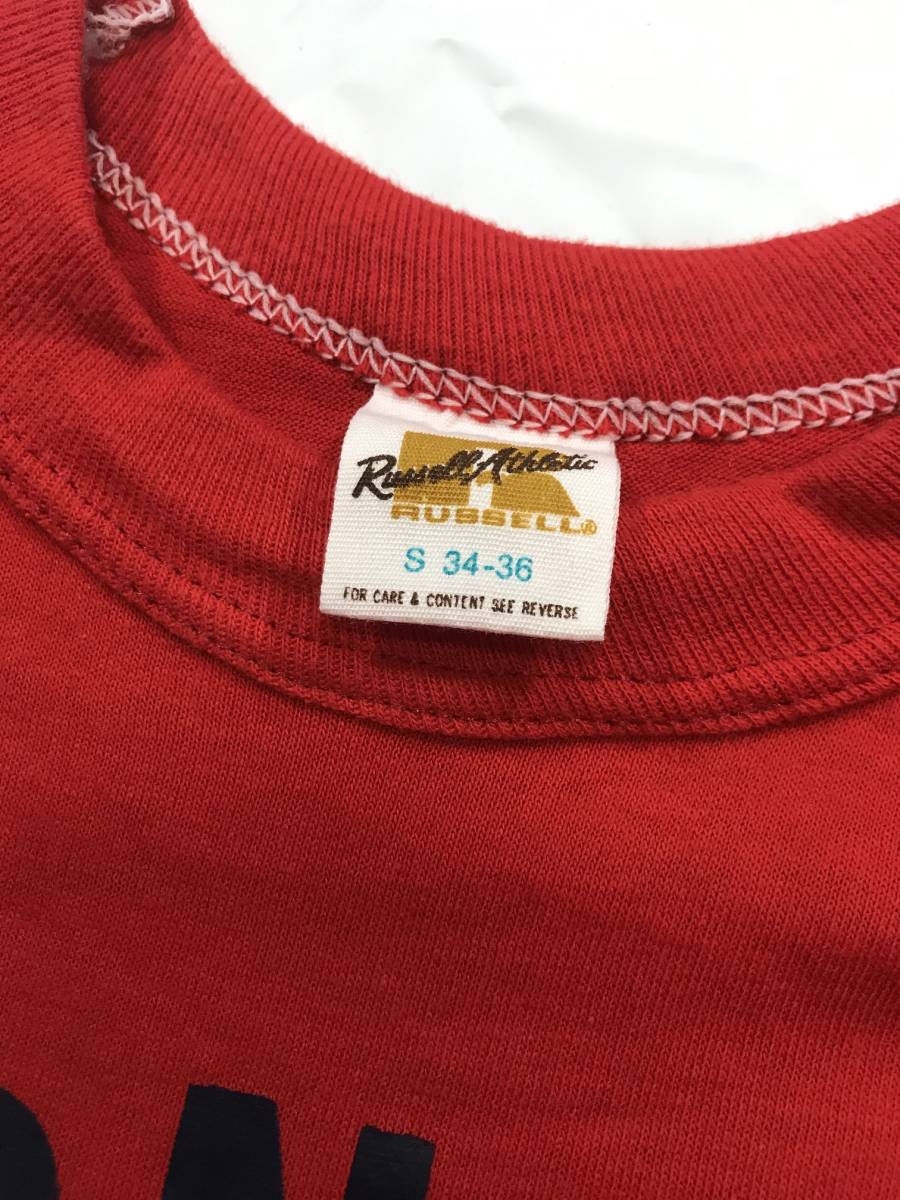 Russell Athletic
RUSSELL®
S 34-36
FOR CARE & CONTENT SEE REVERSE